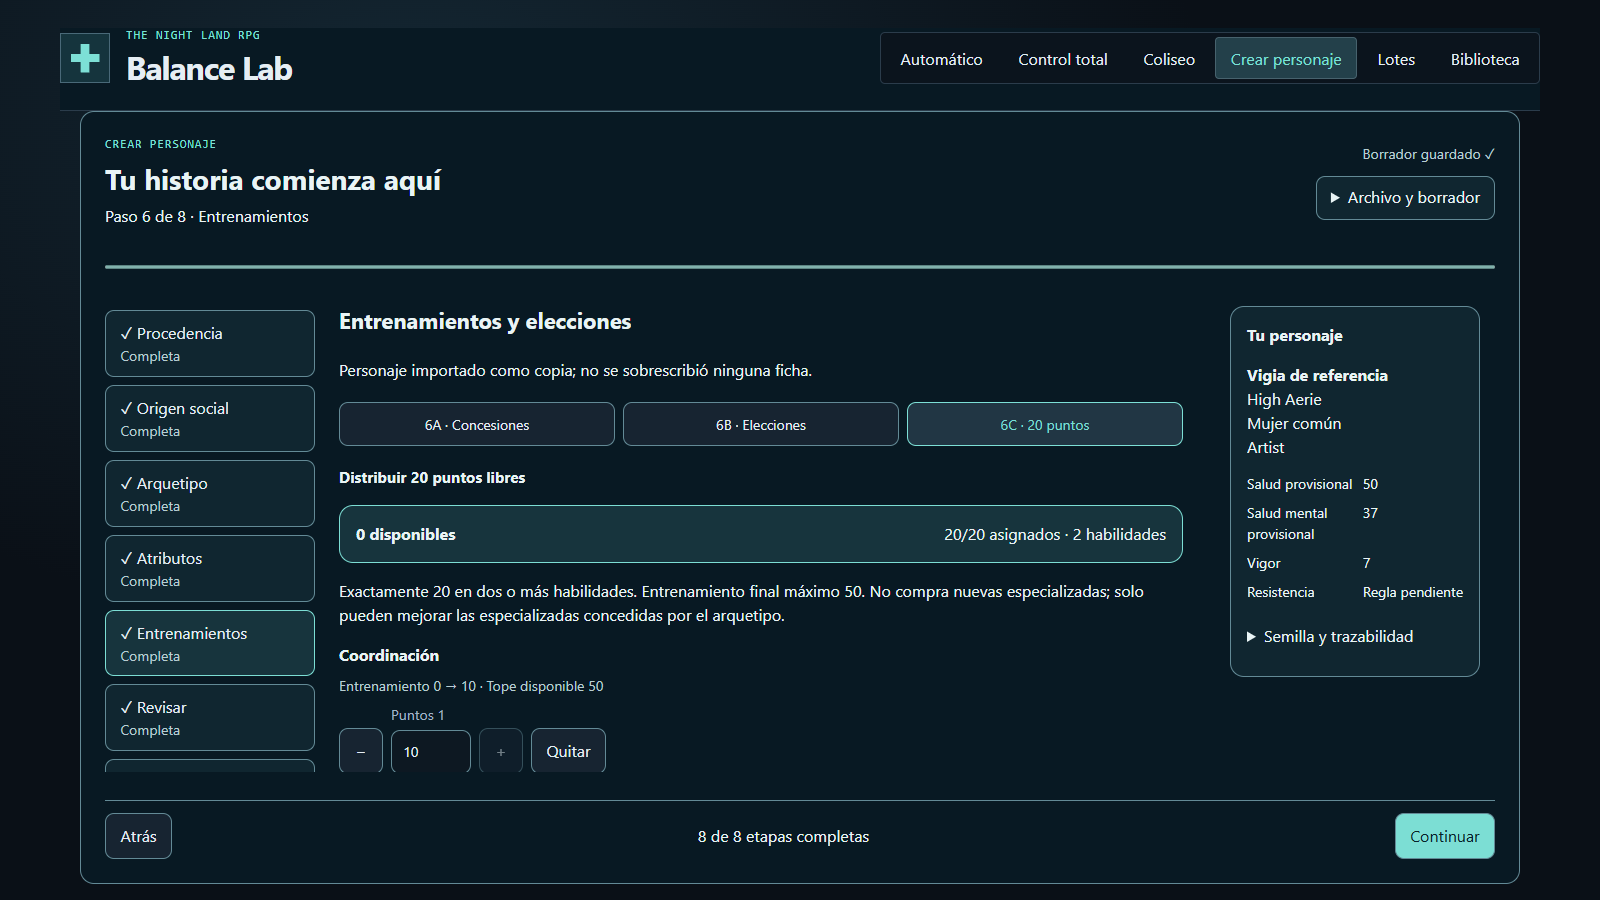 THE NIGHT LAND RPG
Balance Lab
Automático
Control total
Coliseo
Crear personaje
Lotes
Biblioteca
CREAR PERSONAJE
Tu historia comienza aquí
Paso 6 de 8 · Entrenamientos
Borrador guardado ✓
▶ Archivo y borrador
✓ Procedencia
Completa
✓ Origen social
Completa
✓ Arquetipo
Completa
✓ Atributos
Completa
✓ Entrenamientos
Completa
✓ Revisar
Completa
Entrenamientos y elecciones
Personaje importado como copia; no se sobrescribió ninguna ficha.
6A · Concesiones
6B · Elecciones
6C · 20 puntos
Distribuir 20 puntos libres
0 disponibles
20/20 asignados · 2 habilidades
Exactamente 20 en dos o más habilidades. Entrenamiento final máximo 50. No compra nuevas especializadas; solo
pueden mejorar las especializadas concedidas por el arquetipo.
Coordinación
Entrenamiento 0 → 10 · Tope disponible 50
Puntos 1
−
10
+
Quitar
Tu personaje
Vigia de referencia
High Aerie
Mujer común
Artist
Salud provisional 50
Salud mental provisional 37
Vigor 7
Resistencia Regla pendiente
▶ Semilla y trazabilidad
Atrás
8 de 8 etapas completas
Continuar